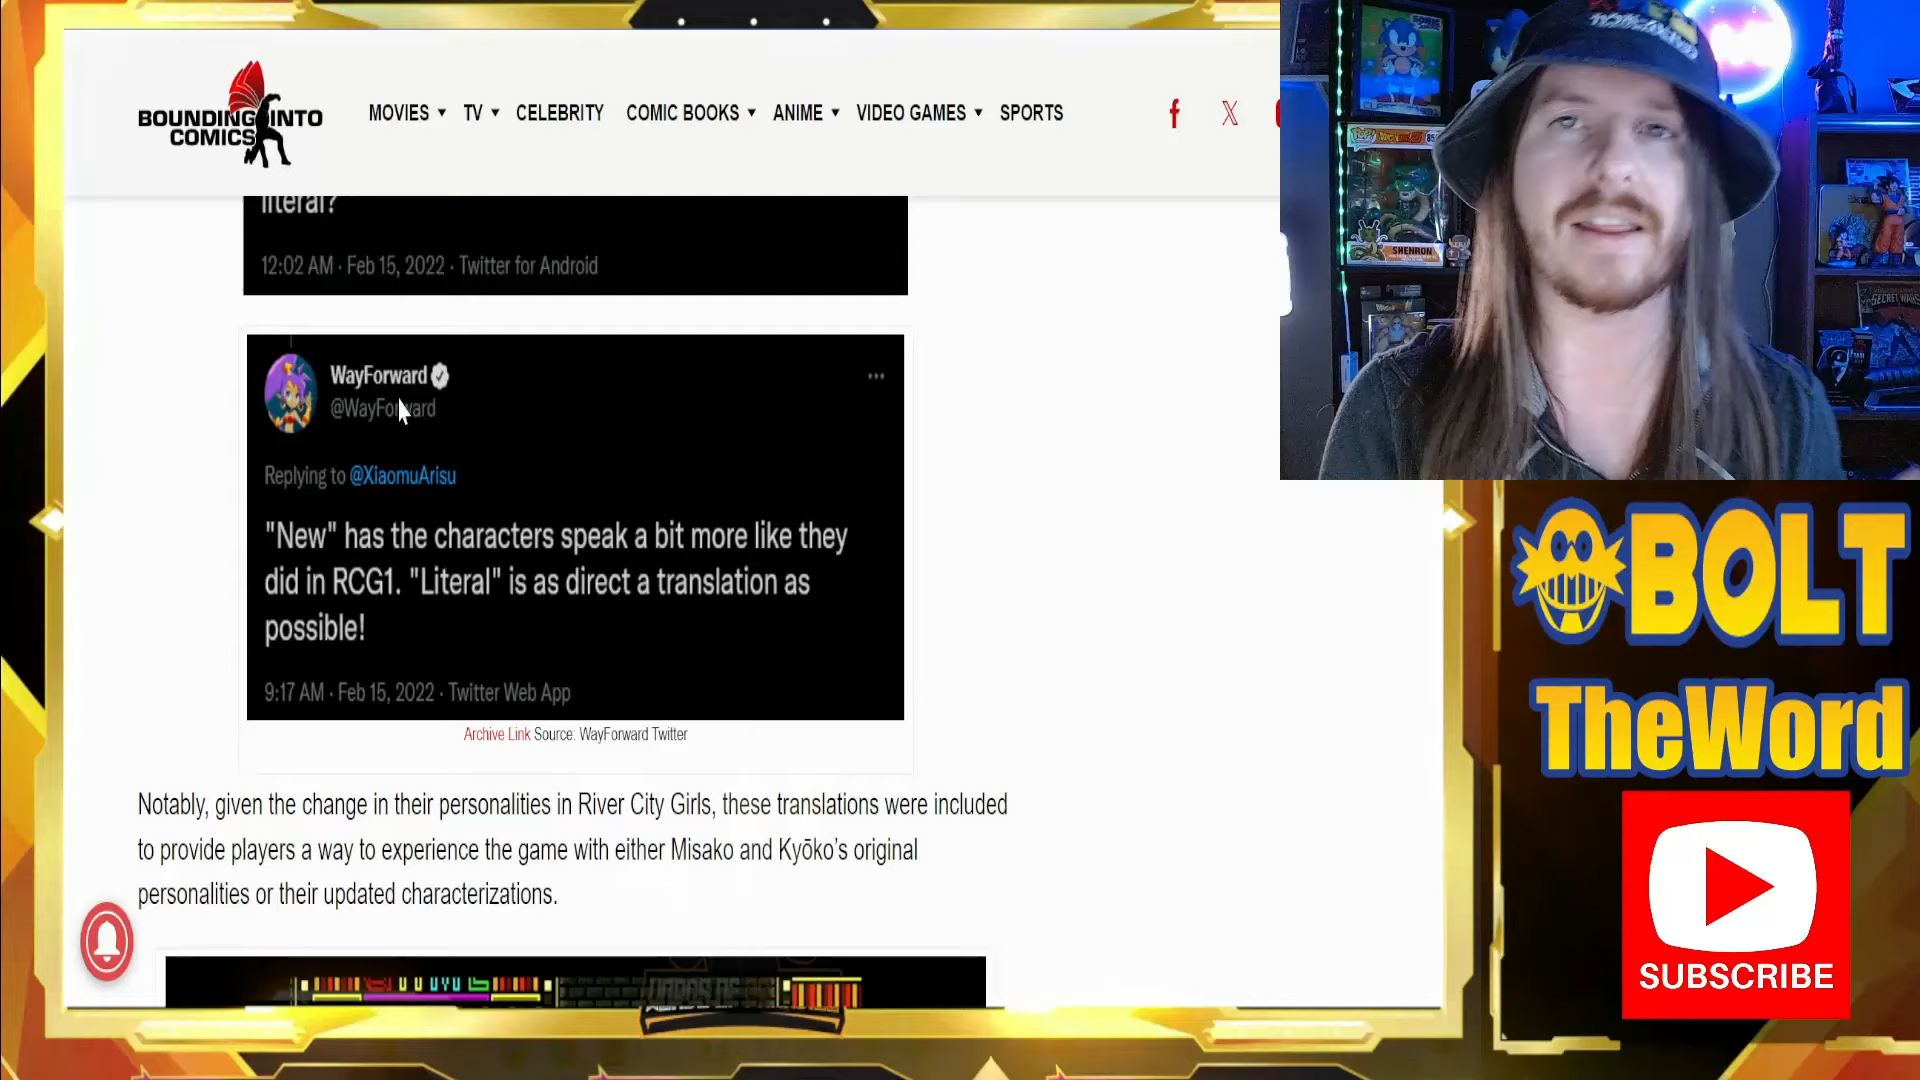 BOUNDING INTO
COMICS
MOVIES TV CELEBRITY COMIC BOOKS ANIME VIDEO GAMES SPORTS
literal?
12:02 AM · Feb 15, 2022 · Twitter for Android
WayForward
@WayForward
Replying to @XiaomuArisu
"New" has the characters speak a bit more like they
did in RCG1. "Literal" is as direct a translation as
possible!
9:17 AM · Feb 15, 2022 · Twitter Web App
Archive Link Source: WayForward Twitter
Notably, given the change in their personalities in River City Girls, these translations were included
to provide players a way to experience the game with either Misako and Kyōko’s original
personalities or their updated characterizations.
SONIC
SHENRON
SECRET WARS
BOLT
TheWord
SUBSCRIBE